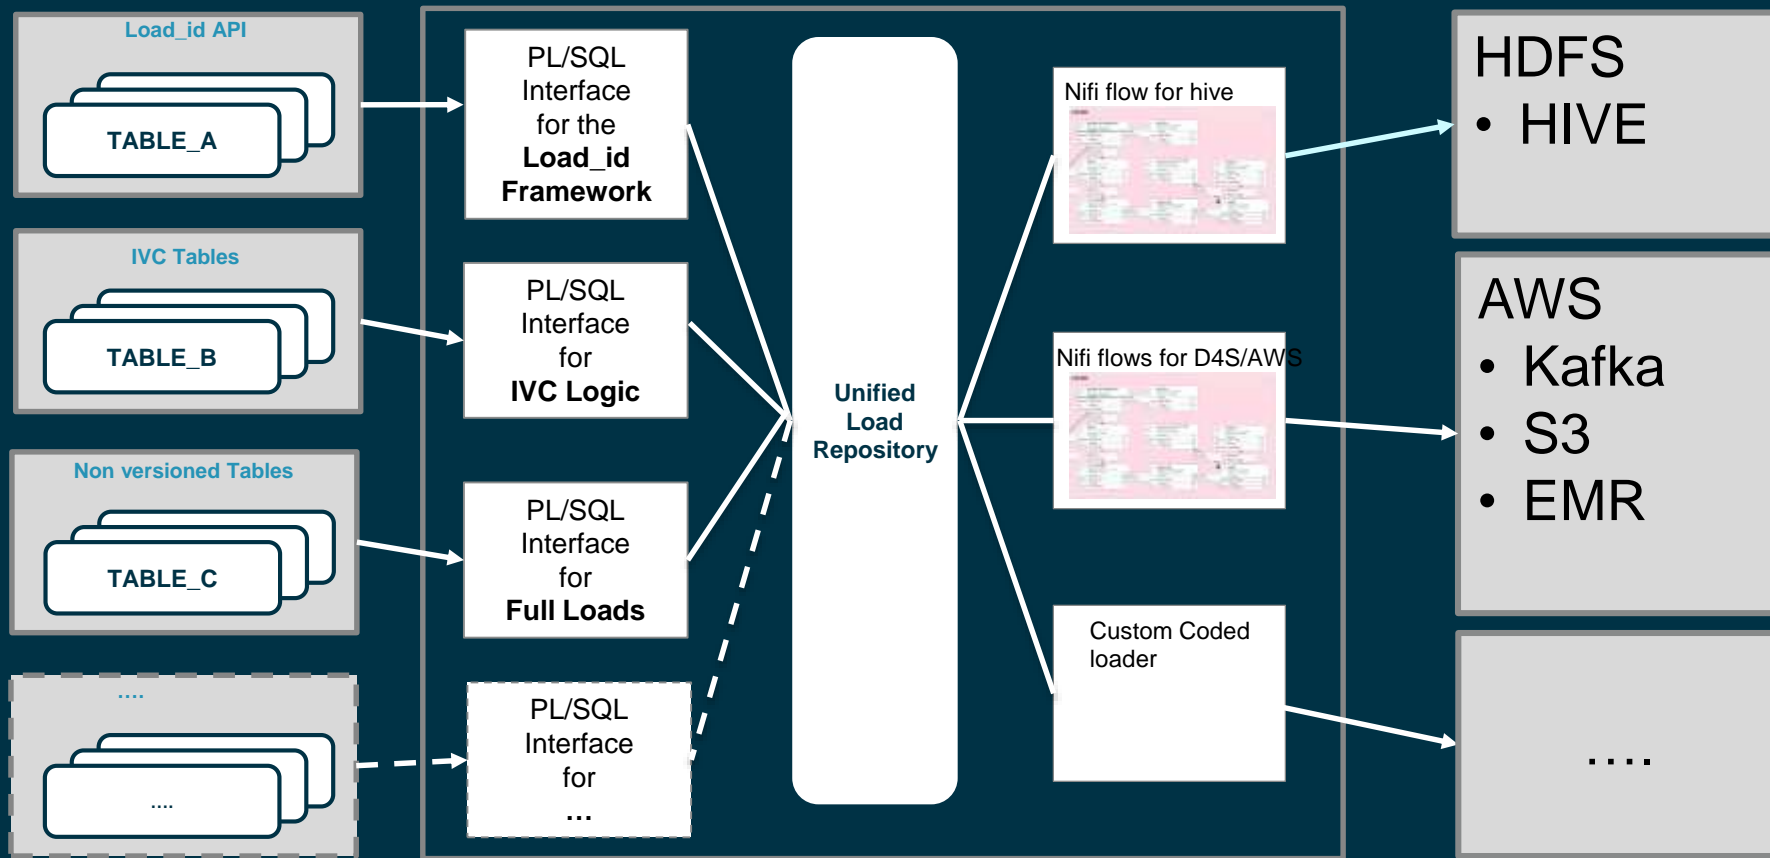 Load_id API
TABLE_A
IVC Tables
TABLE_B
Non versioned Tables
TABLE_C
....
....
PL/SQL
Interface
for the
Load_id
Framework
PL/SQL
Interface
for
IVC Logic
PL/SQL
Interface
for
Full Loads
PL/SQL
Interface
for
...
Unified
Load
Repository
Nifi flow for hive
Nifi flows for D4S/AWS
Custom Coded
loader
HDFS
• HIVE
AWS
• Kafka
• S3
• EMR
....